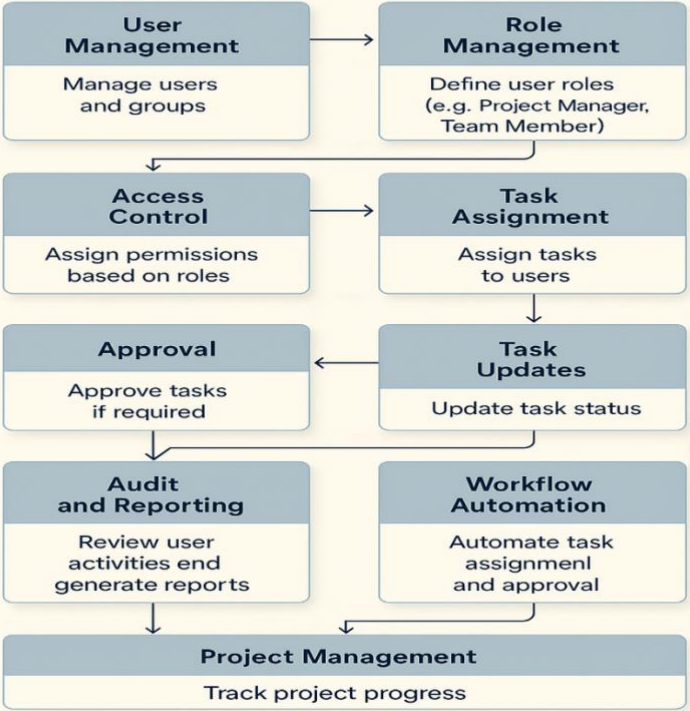 User
Management
Manage users
and groups
Role
Management
Define user roles
(e.g. Project Manager,
Team Member)
Access
Control
Assign permissions
based on roles
Task
Assignment
Assign tasks
to users
Approval
Approve tasks
if required
Task
Updates
Update task status
Audit
and Reporting
Review user
activities end
generate reports
Workflow
Automation
Automate task
assignmenl
and approval
Project Management
Track project progress